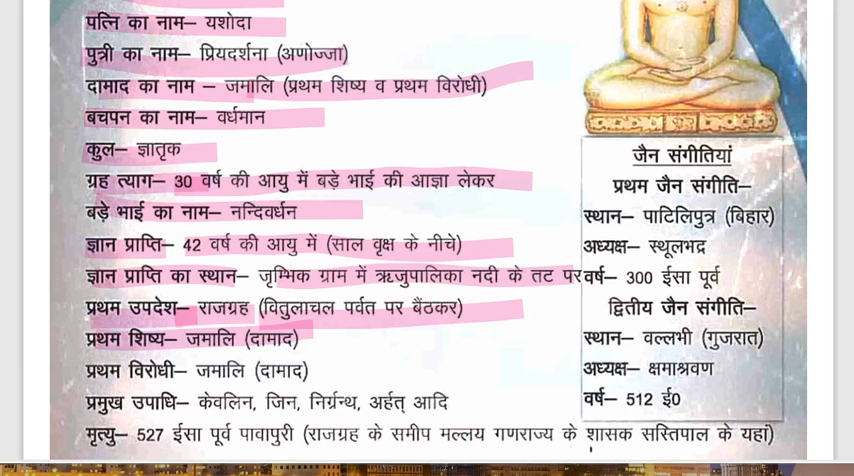 पत्नि का नाम– यशोदा
पुत्री का नाम– प्रियदर्शना (अणोज्जा)
दामाद का नाम – जमालि (प्रथम शिष्य व प्रथम विरोधी)
बचपन का नाम– वर्धमान
कुल– ज्ञातृक
ग्रह त्याग– 30 वर्ष की आयु में बड़े भाई की आज्ञा लेकर
बड़े भाई का नाम– नन्दिवर्धन
ज्ञान प्राप्ति– 42 वर्ष की आयु में (साल वृक्ष के नीचे)
ज्ञान प्राप्ति का स्थान– जृम्भिक ग्राम में ऋजुपालिका नदी के तट पर
प्रथम उपदेश– राजग्रह (वितुलाचल पर्वत पर बैंठकर)
प्रथम शिष्य– जमालि (दामाद)
प्रथम विरोधी– जमालि (दामाद)
प्रमुख उपाधि– केवलिन, जिन, निर्ग्रन्थ, अर्हत् आदि
मृत्यु– 527 ईसा पूर्व पावापुरी (राजग्रह के समीप मल्लय गणराज्य के शासक सस्तिपाल के यहां)
जैन संगीतियां
प्रथम जैन संगीति–
स्थान– पाटिलिपुत्र (बिहार)
अध्यक्ष– स्थूलभद्र
वर्ष– 300 ईसा पूर्व
द्वितीय जैन संगीति–
स्थान– वल्लभी (गुजरात)
अध्यक्ष– क्षमाश्रवण
वर्ष– 512 ई0